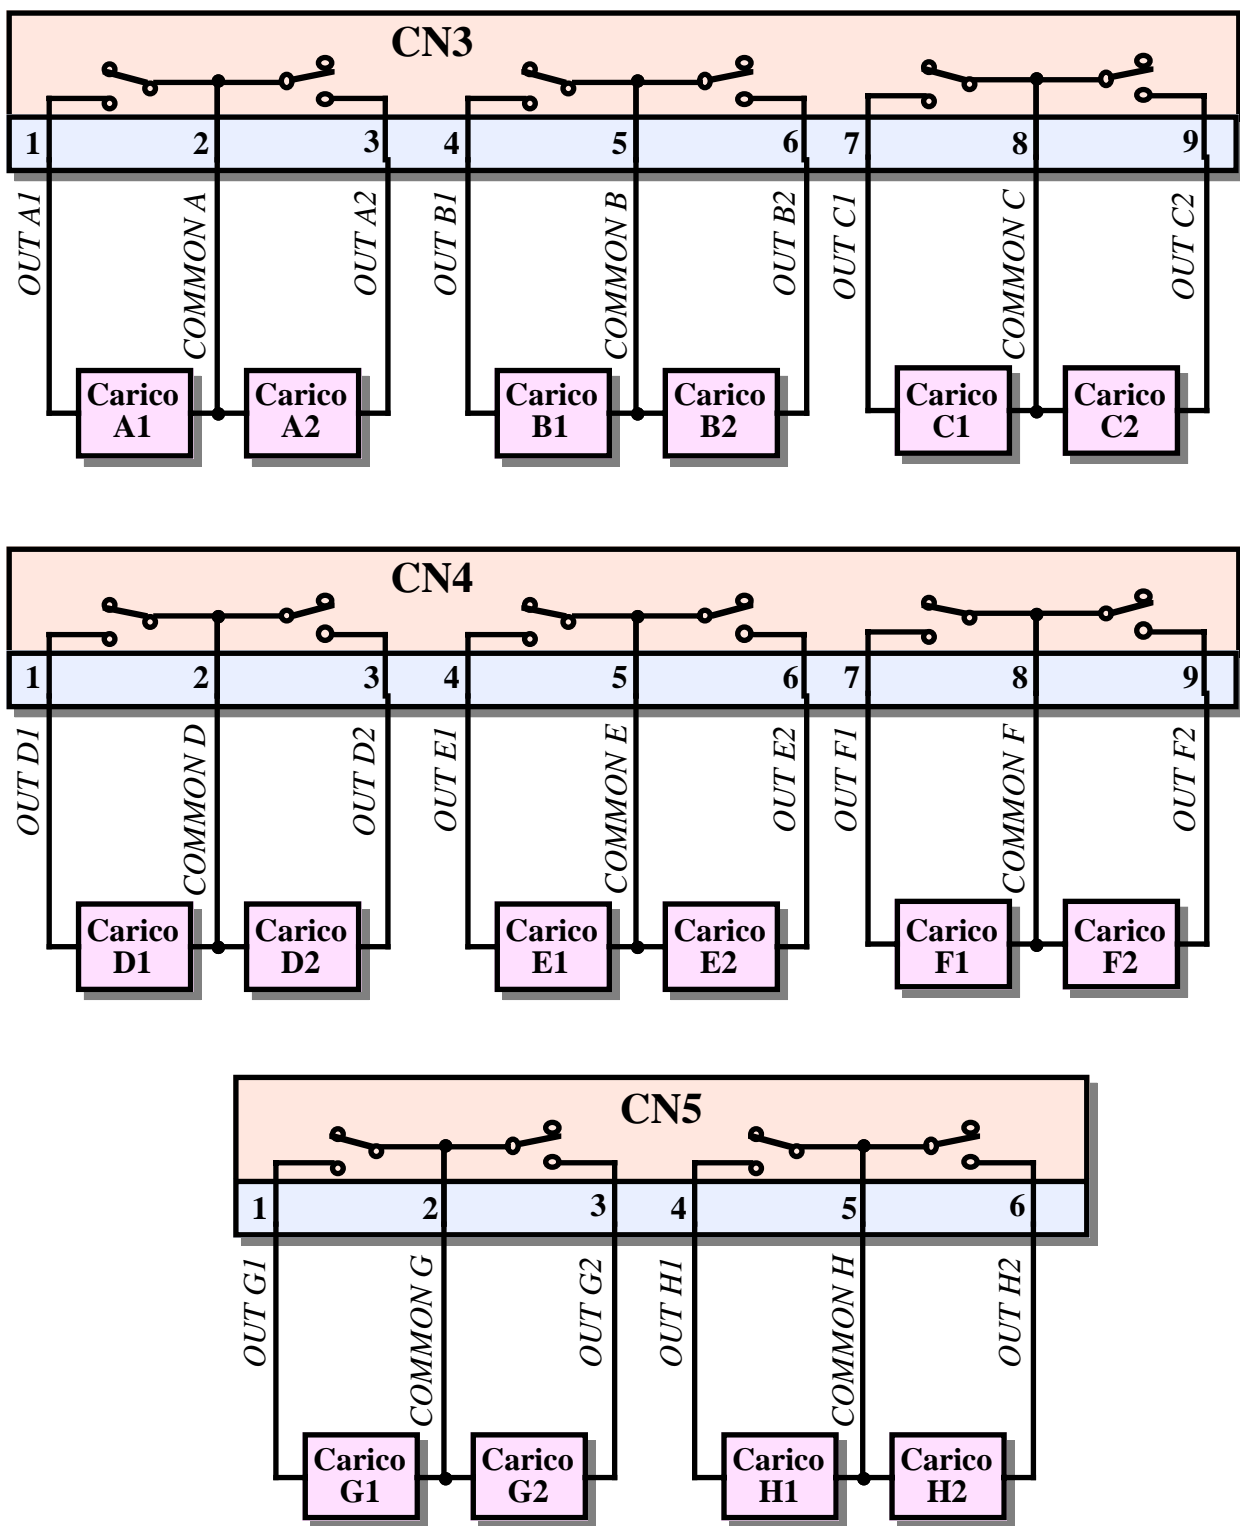 CN3
1 2 3 4 5 6 7 8 9
OUT A1
COMMON A
OUT A2
OUT B1
COMMON B
OUT B2
OUT C1
COMMON C
OUT C2
Carico
A1
Carico
A2
Carico
B1
Carico
B2
Carico
C1
Carico
C2
CN4
1 2 3 4 5 6 7 8 9
OUT D1
COMMON D
OUT D2
OUT E1
COMMON E
OUT E2
OUT F1
COMMON F
OUT F2
Carico
D1
Carico
D2
Carico
E1
Carico
E2
Carico
F1
Carico
F2
CN5
1 2 3 4 5 6
OUT G1
COMMON G
OUT G2
OUT H1
COMMON H
OUT H2
Carico
G1
Carico
G2
Carico
H1
Carico
H2